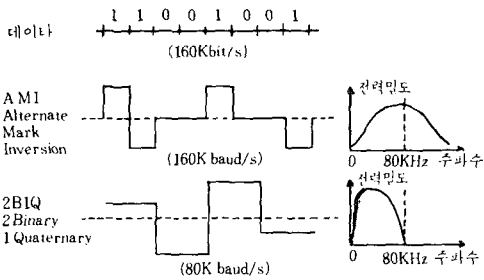 데이타
1 1 0 0 1 0 0 1
(160Kbit/s)
AMI
Alternate
Mark
Inversion
(160K baud/s)
전력밀도
0 80KHz 주파수
2B1Q
2Binary
1Quaternary
(80K baud/s)
전력밀도
0 80KHz 주파수